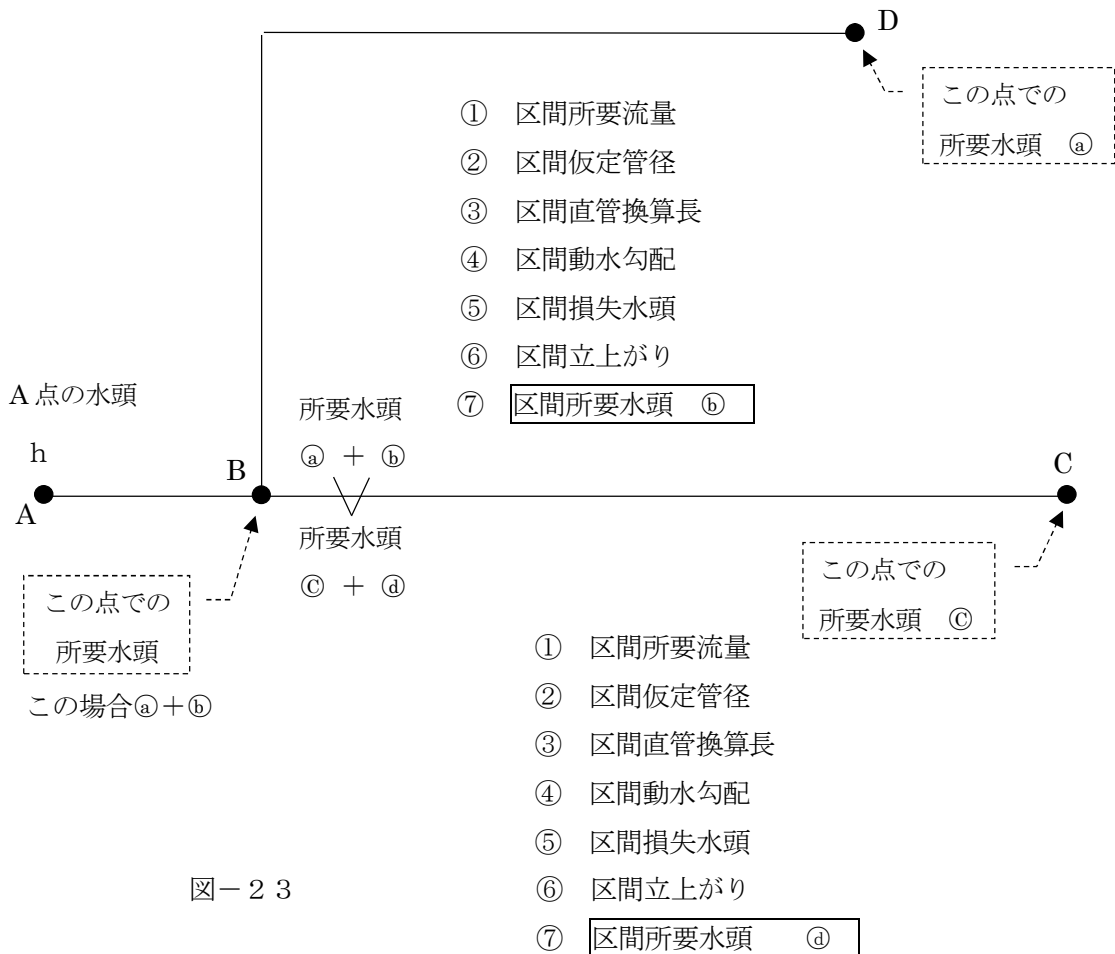 D
この点での
所要水頭 ⓐ
① 区間所要流量
② 区間仮定管径
③ 区間直管換算長
④ 区間動水勾配
⑤ 区間損失水頭
⑥ 区間立上がり
⑦ 区間所要水頭 ⓑ
A点の水頭
h
A
B
所要水頭
ⓐ + ⓑ
所要水頭
Ⓒ + ⓓ
C
この点での
所要水頭
この場合ⓐ+ⓑ
この点での
所要水頭 Ⓒ
① 区間所要流量
② 区間仮定管径
③ 区間直管換算長
④ 区間動水勾配
⑤ 区間損失水頭
⑥ 区間立上がり
⑦ 区間所要水頭 ⓓ
図-23